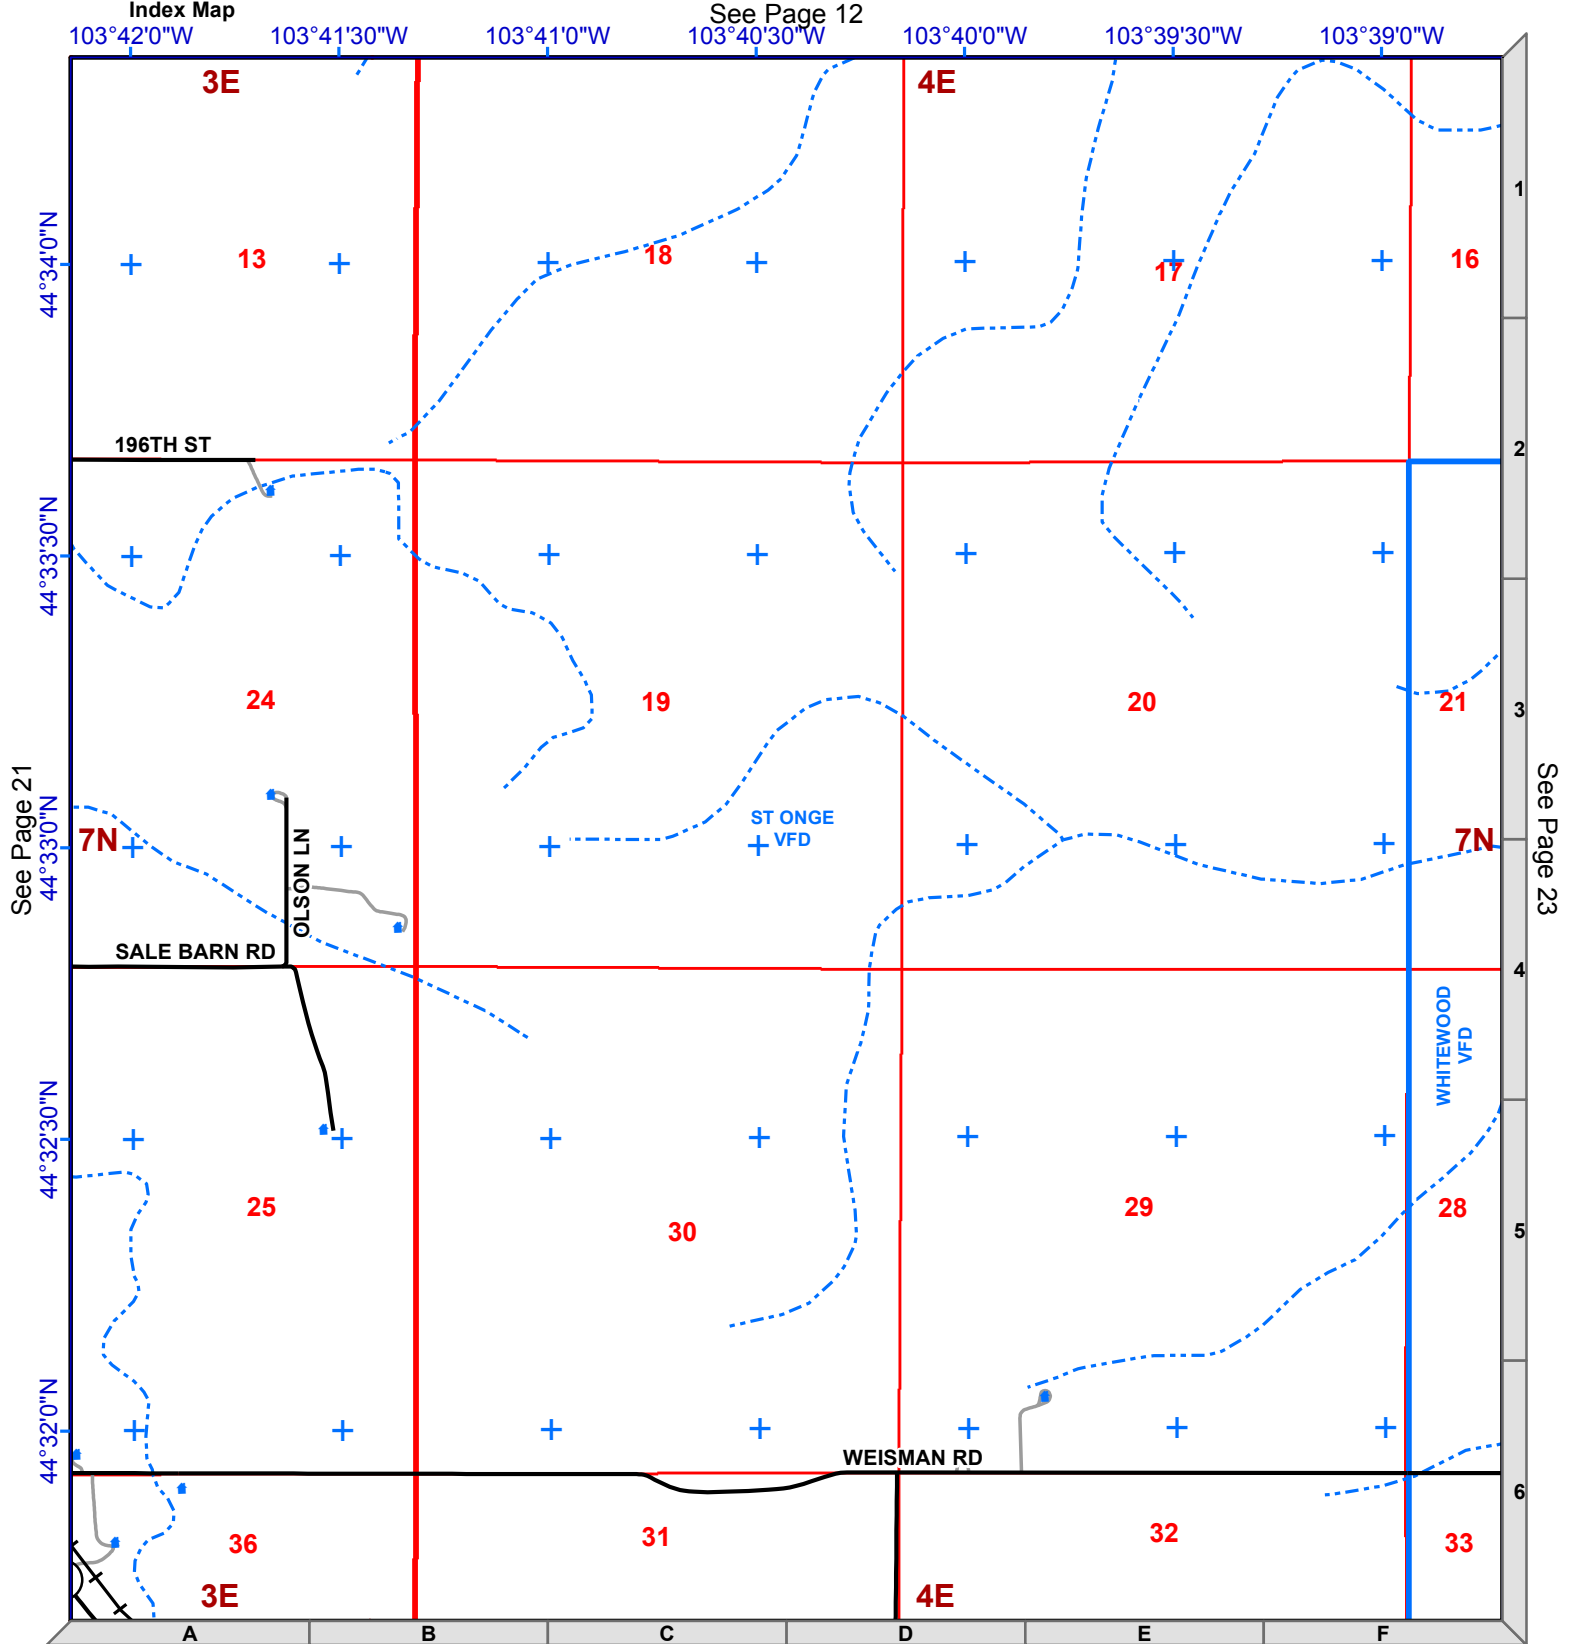 Index Map
See Page 12
103°42'0"W
103°41'30"W
103°41'0"W
103°40'30"W
103°40'0"W
103°39'30"W
103°39'0"W
3E
4E
1
44°34'0"N
13
18
17
16
196TH ST
2
44°33'30"N
24
19
20
21
3
See Page 21
See Page 23
44°33'0"N
7N
OLSON LN
ST ONGE
VFD
7N
SALE BARN RD
4
WHITEWOOD
VFD
44°32'30"N
25
30
29
28
5
44°32'0"N
WEISMAN RD
6
36
31
32
33
3E
4E
A
B
C
D
E
F